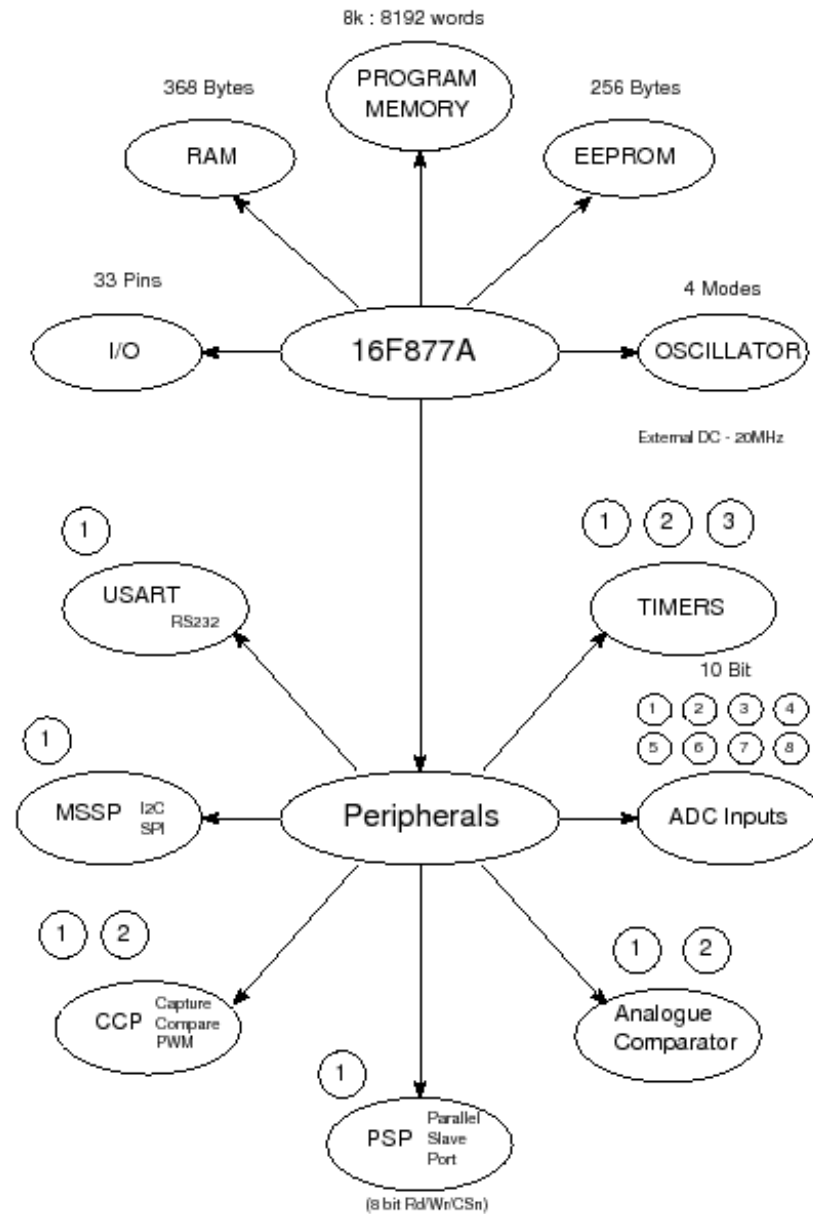 8k : 8192 words
PROGRAM
MEMORY
368 Bytes
RAM
256 Bytes
EEPROM
33 Pins
I/O
16F877A
4 Modes
OSCILLATOR
External DC - 20MHz
1
USART
RS232
1 2 3
TIMERS
10 Bit
1 2 3 4
5 6 7 8
ADC Inputs
1
MSSP
I2C
SPI
Peripherals
1 2
CCP
Capture
Compare
PWM
1 2
Analogue
Comparator
1
PSP
Parallel
Slave
Port
(8 bit Rd/Wr/CSn)